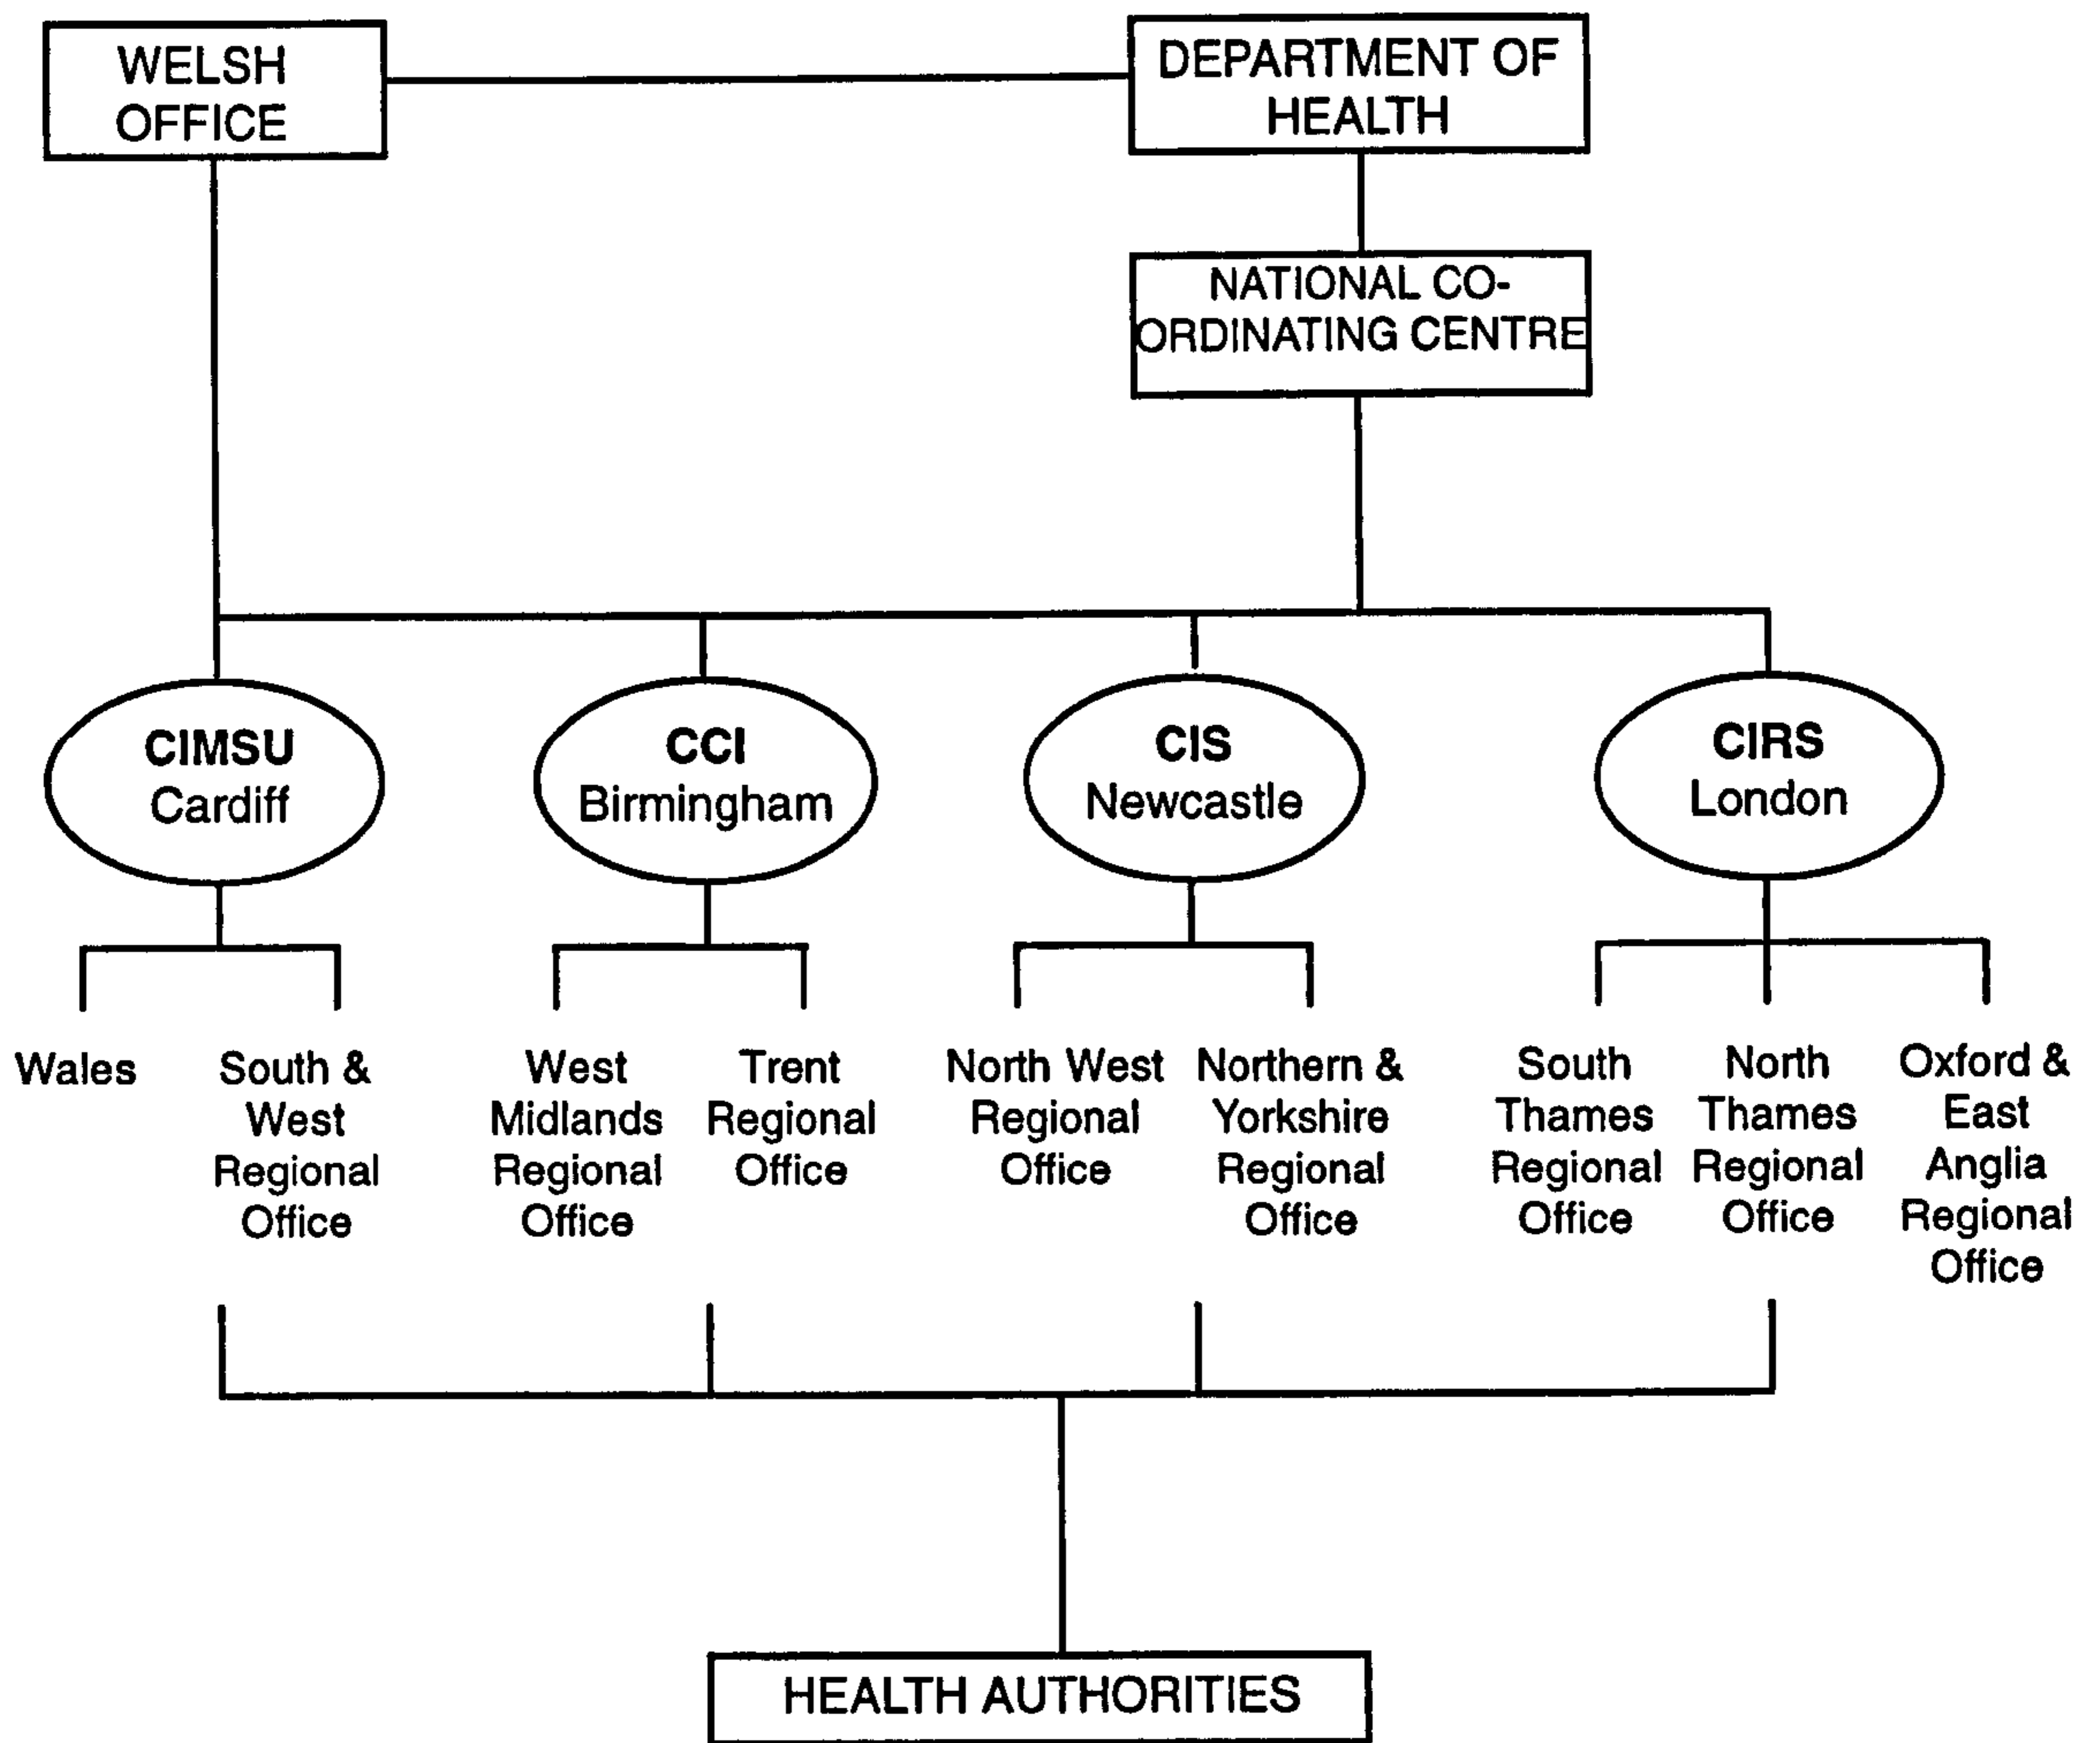 WELSH
OFFICE
DEPARTMENT OF
HEALTH
NATIONAL CO-
ORDINATING CENTRE
CIMSU
Cardiff
CCI
Birmingham
CIS
Newcastle
CIRS
London
Wales
South &
West
Regional
Office
West
Midlands
Regional
Office
Trent
Regional
Office
North West
Regional
Office
Northern &
Yorkshire
Regional
Office
South
Thames
Regional
Office
North
Thames
Regional
Office
Oxford &
East
Anglia
Regional
Office
HEALTH AUTHORITIES